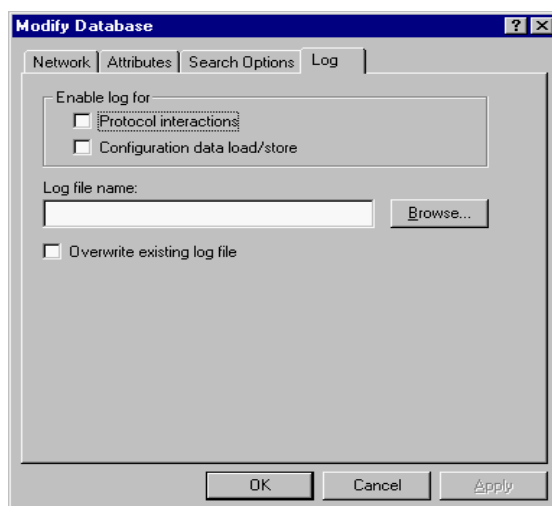 Modify Database
Network Attributes Search Options Log
Enable log for
Protocol interactions
Configuration data load/store
Log file name:
Browse...
Overwrite existing log file
OK Cancel Apply